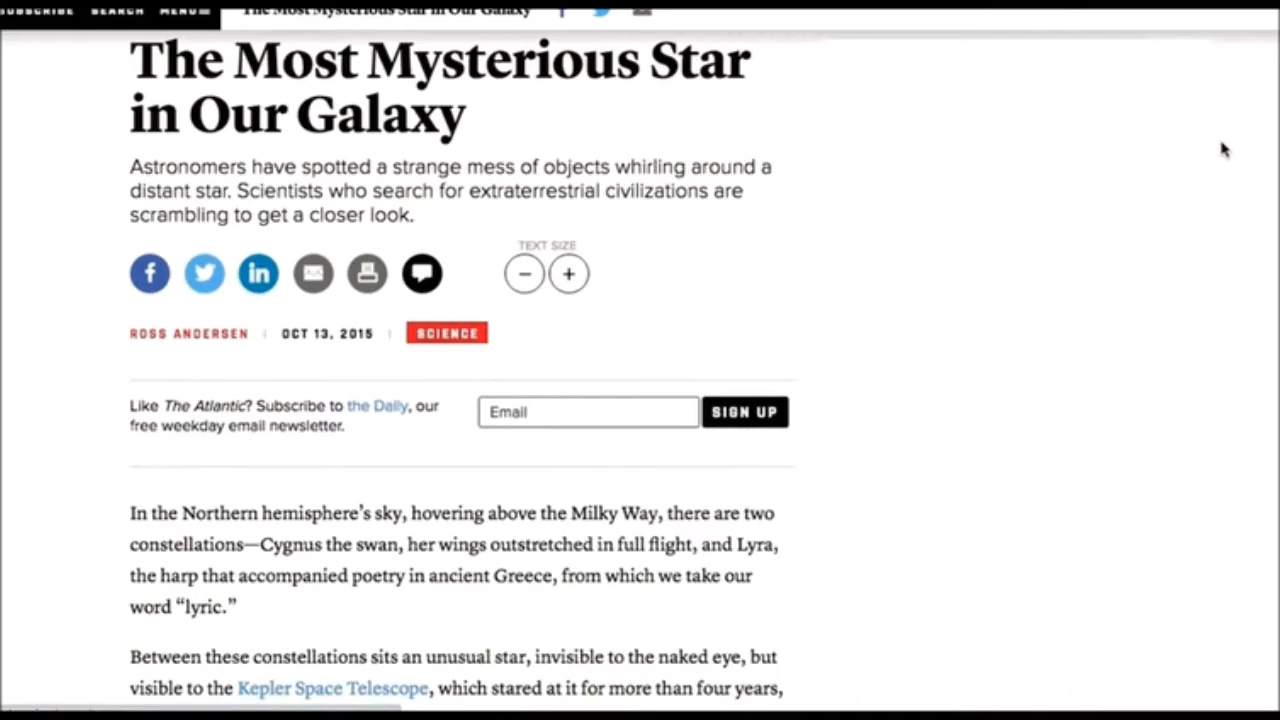 SUBSCRIBE SEARCH MENU The Most Mysterious Star in Our Galaxy
The Most Mysterious Star
in Our Galaxy
Astronomers have spotted a strange mess of objects whirling around a
distant star. Scientists who search for extraterrestrial civilizations are
scrambling to get a closer look.
TEXT SIZE
ROSS ANDERSEN OCT 13, 2015 SCIENCE
Like The Atlantic? Subscribe to the Daily, our
free weekday email newsletter.
Email SIGN UP
In the Northern hemisphere’s sky, hovering above the Milky Way, there are two
constellations—Cygnus the swan, her wings outstretched in full flight, and Lyra,
the harp that accompanied poetry in ancient Greece, from which we take our
word “lyric.”
Between these constellations sits an unusual star, invisible to the naked eye, but
visible to the Kepler Space Telescope, which stared at it for more than four years,